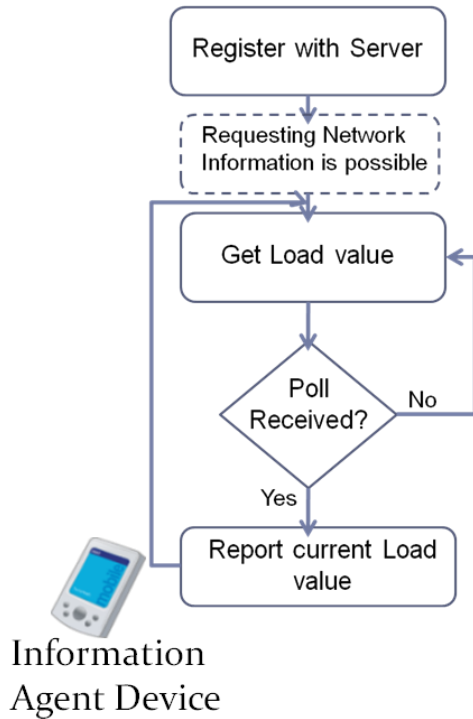 Register with Server
Requesting Network
Information is possible
Get Load value
Poll
Received?
No
Yes
Report current Load
value
mobile
Information
Agent Device